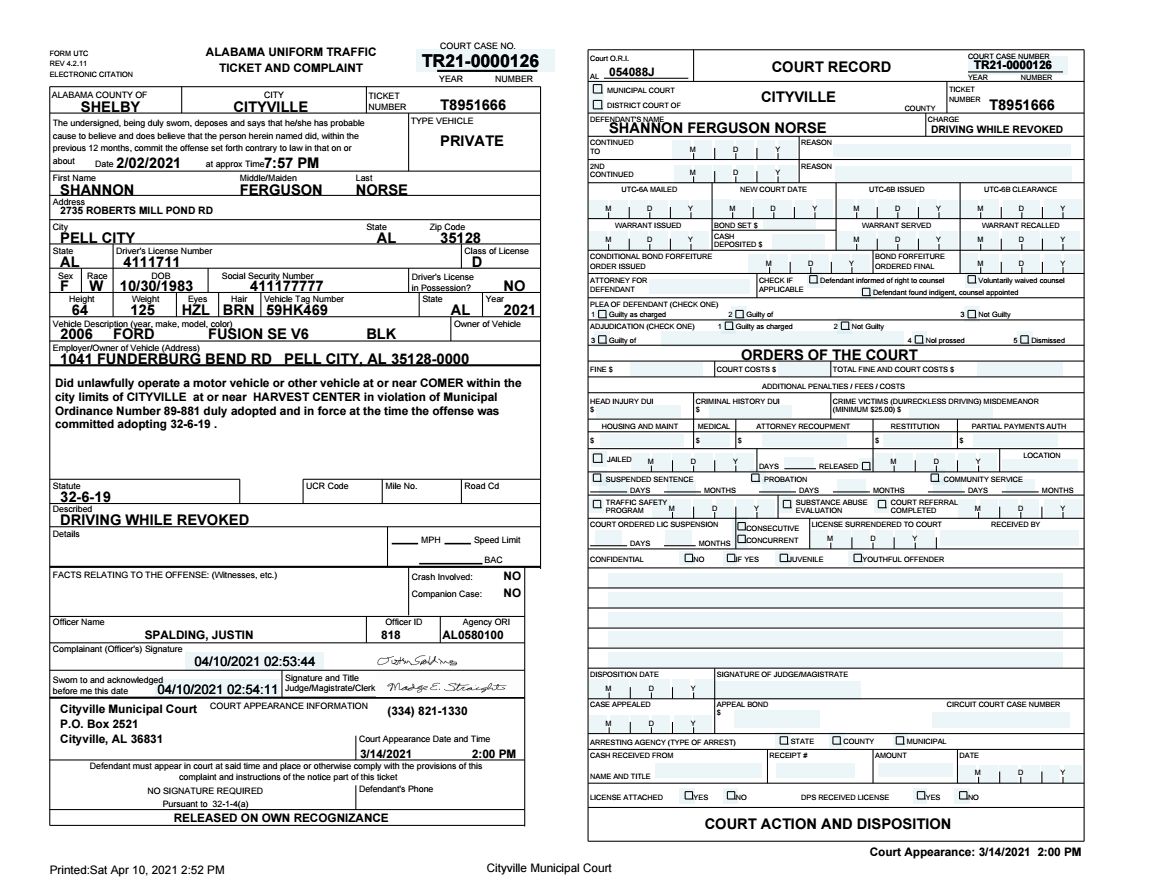 FORM UTC
REV 4.2.11
ELECTRONIC CITATION
ALABAMA UNIFORM TRAFFIC
TICKET AND COMPLAINT
COURT CASE NO.
TR21-0000126
YEAR NUMBER
ALABAMA COUNTY OF
SHELBY
CITY
CITYVILLE
TICKET
NUMBER
T8951666
The undersigned, being duly sworn, deposes and says that he/she has probable
cause to believe and does believe that the person herein named did, within the
previous 12 months, commit the offense set forth contrary to law in that on or
about Date 2/02/2021 at approx Time 7:57 PM
TYPE VEHICLE
PRIVATE
First Name Middle/Maiden Last
SHANNON FERGUSON NORSE
Address
2735 ROBERTS MILL POND RD
City State Zip Code
PELL CITY AL 35128
State Driver's License Number Class of License
AL 4111711 D
Sex Race DOB Social Security Number Driver's License
in Possession?
F W 10/30/1983 411177777 NO
Height Weight Eyes Hair Vehicle Tag Number State Year
64 125 HZL BRN 59HK469 AL 2021
Vehicle Description (year, make, model, color) Owner of Vehicle
2006 FORD FUSION SE V6 BLK
Employer/Owner of Vehicle (Address)
1041 FUNDERBURG BEND RD PELL CITY, AL 35128-0000
Did unlawfully operate a motor vehicle or other vehicle at or near COMER within the
city limits of CITYVILLE at or near HARVEST CENTER in violation of Municipal
Ordinance Number 89-881 duly adopted and in force at the time the offense was
committed adopting 32-6-19 .
Statute UCR Code Mile No. Road Cd
32-6-19
Described
DRIVING WHILE REVOKED
Details
MPH Speed Limit
BAC
FACTS RELATING TO THE OFFENSE: (Witnesses, etc.)
Crash Involved: NO
Companion Case: NO
Officer Name Officer ID Agency ORI
SPALDING, JUSTIN 818 AL0580100
Complainant (Officer's) Signature
04/10/2021 02:53:44
Sworn to and acknowledged
before me this date 04/10/2021 02:54:11
Signature and Title
Judge/Magistrate/Clerk
Madge E. Straights
Cityville Municipal Court COURT APPEARANCE INFORMATION (334) 821-1330
P.O. Box 2521
Cityville, AL 36831
Court Appearance Date and Time
3/14/2021 2:00 PM
Defendant must appear in court at said time and place or otherwise comply with the provisions of this
complaint and instructions of the notice part of this ticket
NO SIGNATURE REQUIRED
Pursuant to 32-1-4(a)
Defendant's Phone
RELEASED ON OWN RECOGNIZANCE
Printed:Sat Apr 10, 2021 2:52 PM
Court O.R.I.
AL 054088J
COURT RECORD
COURT CASE NUMBER
TR21-0000126
YEAR NUMBER
MUNICIPAL COURT
DISTRICT COURT OF
CITYVILLE
COUNTY
TICKET
NUMBER T8951666
DEFENDANT'S NAME
SHANNON FERGUSON NORSE
CHARGE
DRIVING WHILE REVOKED
CONTINUED
TO M D Y REASON
2ND
CONTINUED M D Y REASON
UTC-6A MAILED NEW COURT DATE UTC-6B ISSUED UTC-6B CLEARANCE
M D Y M D Y M D Y M D Y
WARRANT ISSUED BOND SET $ WARRANT SERVED WARRANT RECALLED
M D Y CASH
DEPOSITED $ M D Y M D Y
CONDITIONAL BOND FORFEITURE
ORDER ISSUED M D Y
BOND FORFEITURE
ORDERED FINAL M D Y
ATTORNEY FOR
DEFENDANT
CHECK IF
APPLICABLE
Defendant informed of right to counsel Voluntarily waived counsel
Defendant found indigent, counsel appointed
PLEA OF DEFENDANT (CHECK ONE)
1 Guilty as charged 2 Guilty of 3 Not Guilty
ADJUDICATION (CHECK ONE) 1 Guilty as charged 2 Not Guilty
3 Guilty of 4 Nol prossed 5 Dismissed
ORDERS OF THE COURT
FINE $ COURT COSTS $ TOTAL FINE AND COURT COSTS $
ADDITIONAL PENALTIES / FEES / COSTS
HEAD INJURY DUI
$
CRIMINAL HISTORY DUI
$
CRIME VICTIMS (DUI/RECKLESS DRIVING) MISDEMEANOR
(MINIMUM $25.00) $
HOUSING AND MAINT MEDICAL ATTORNEY RECOUPMENT RESTITUTION PARTIAL PAYMENTS AUTH
$ $ $ $ $
JAILED M D Y DAYS RELEASED M D Y LOCATION
SUSPENDED SENTENCE PROBATION COMMUNITY SERVICE
DAYS MONTHS DAYS MONTHS DAYS MONTHS
TRAFFIC SAFETY
PROGRAM M D Y
SUBSTANCE ABUSE
EVALUATION
COURT REFERRAL
COMPLETED M D Y
COURT ORDERED LIC SUSPENSION
DAYS MONTHS
CONSECUTIVE
CONCURRENT
LICENSE SURRENDERED TO COURT
M D Y
RECEIVED BY
CONFIDENTIAL NO IF YES JUVENILE YOUTHFUL OFFENDER
DISPOSITION DATE SIGNATURE OF JUDGE/MAGISTRATE
M D Y
CASE APPEALED APPEAL BOND CIRCUIT COURT CASE NUMBER
M D Y $
ARRESTING AGENCY (TYPE OF ARREST) STATE COUNTY MUNICIPAL
CASH RECEIVED FROM RECEIPT # AMOUNT DATE
NAME AND TITLE M D Y
LICENSE ATTACHED YES NO DPS RECEIVED LICENSE YES NO
COURT ACTION AND DISPOSITION
Court Appearance: 3/14/2021 2:00 PM
Cityville Municipal Court